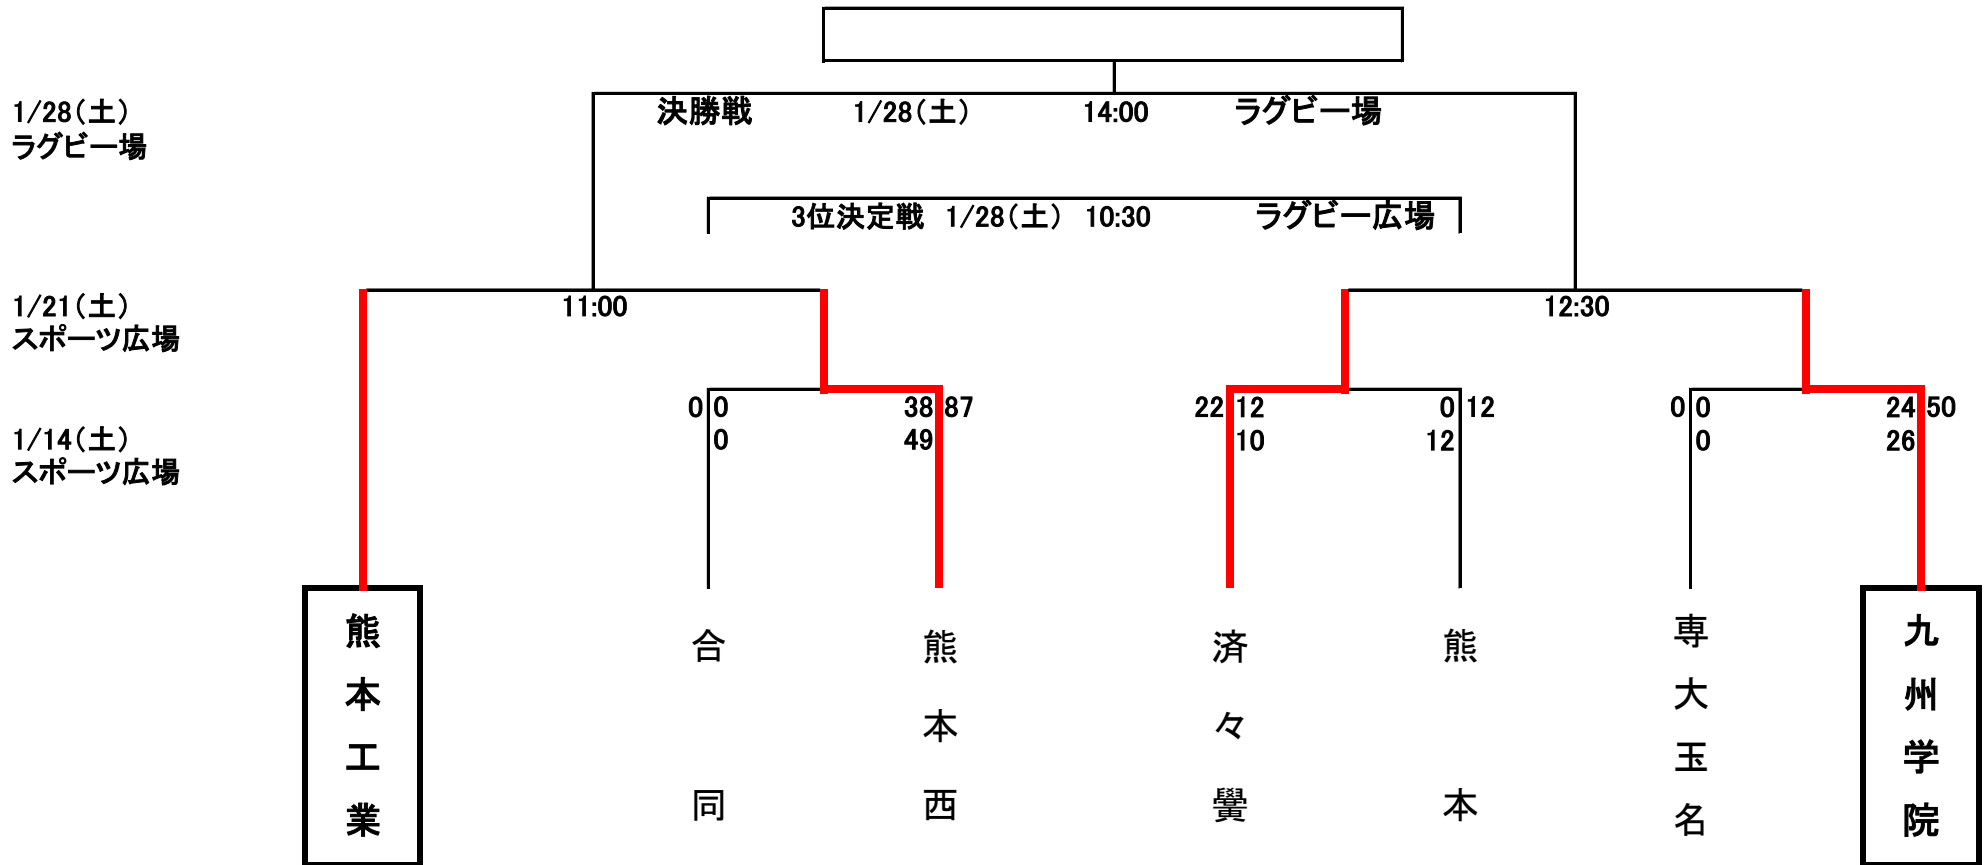 1/28(土)
ラグビー場
決勝戦 1/28(土) 14:00 ラグビー場
3位決定戦 1/28(土) 10:30 ラグビー広場
1/21(土)
スポーツ広場
11:00
12:30
1/14(土)
スポーツ広場
0 0 38 87 22 12 0 12 0 0 24 50
0 49 10 12 0 26
熊本工業
合同
熊本西
済々黌
熊本
専大玉名
九州学院